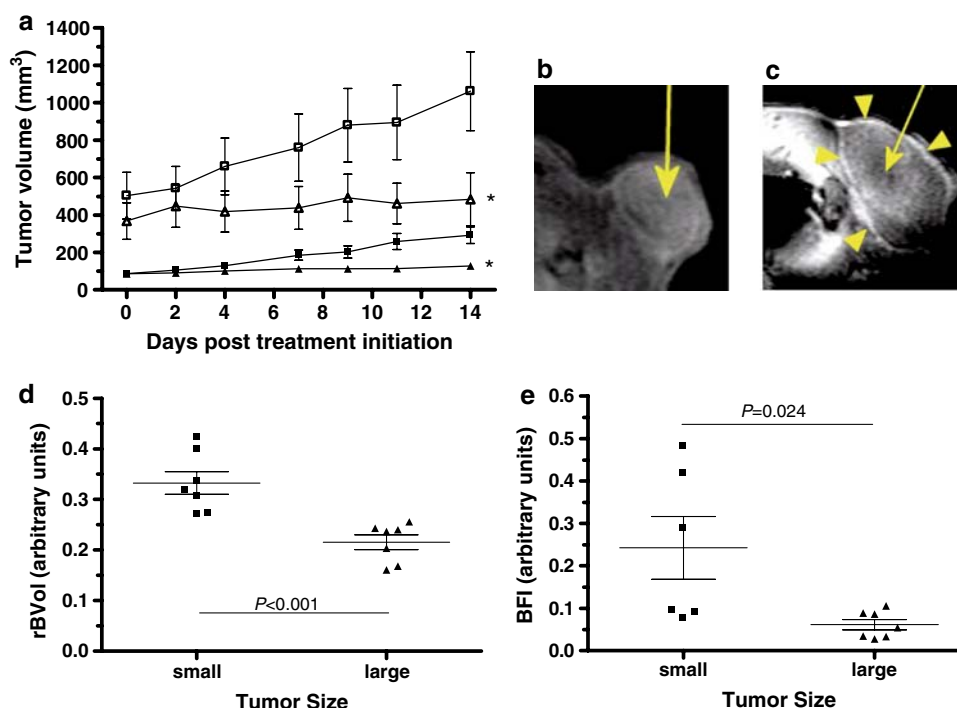 a
Tumor volume (mm³)
1400
1200
1000
800
600
400
200
0
*
*
0 2 4 6 8 10 12 14
Days post treatment initiation
b
c
d
rBVol (arbitrary units)
0.5
0.4
0.3
0.2
0.1
0.0
P<0.001
small large
Tumor Size
e
BFI (arbitrary units)
0.6
0.5
0.4
0.3
0.2
0.1
0.0
P=0.024
small large
Tumor Size